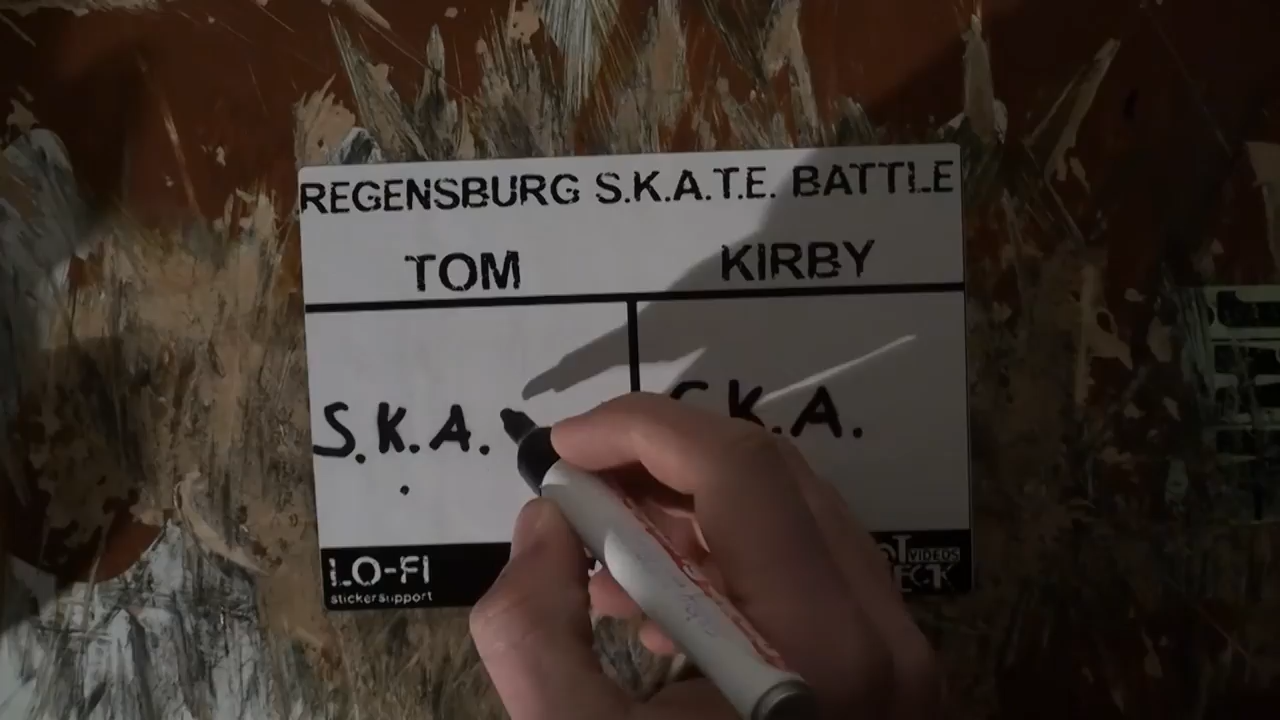 REGENSBURG S.K.A.T.E. BATTLE
TOM KIRBY
S.K.A. S.K.A.
LO-FI
stickersupport
VIDEOS